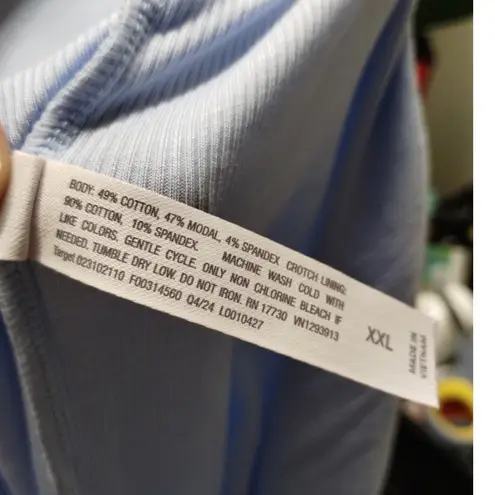 BODY: 49% COTTON, 47% MODAL, 4% SPANDEX CROTCH LINING:
90% COTTON, 10% SPANDEX. MACHINE WASH COLD WITH
LIKE COLORS. GENTLE CYCLE. ONLY NON CHLORINE BLEACH IF
NEEDED. TUMBLE DRY LOW. DO NOT IRON. RN 17730 VN1293913
Target 023102110 F00314560 Q4/24 L0010427
XXL
MADE IN
VIETNAM